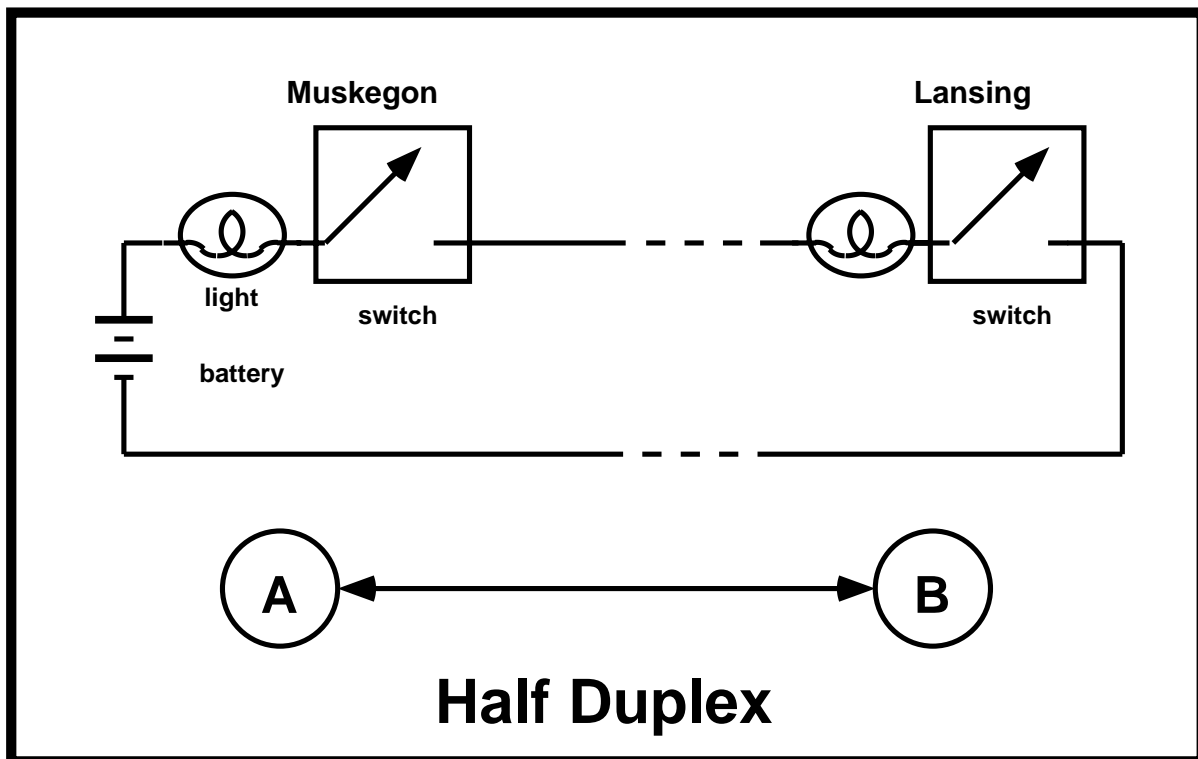 Muskegon
Lansing
light
switch
switch
battery
A
B
Half Duplex